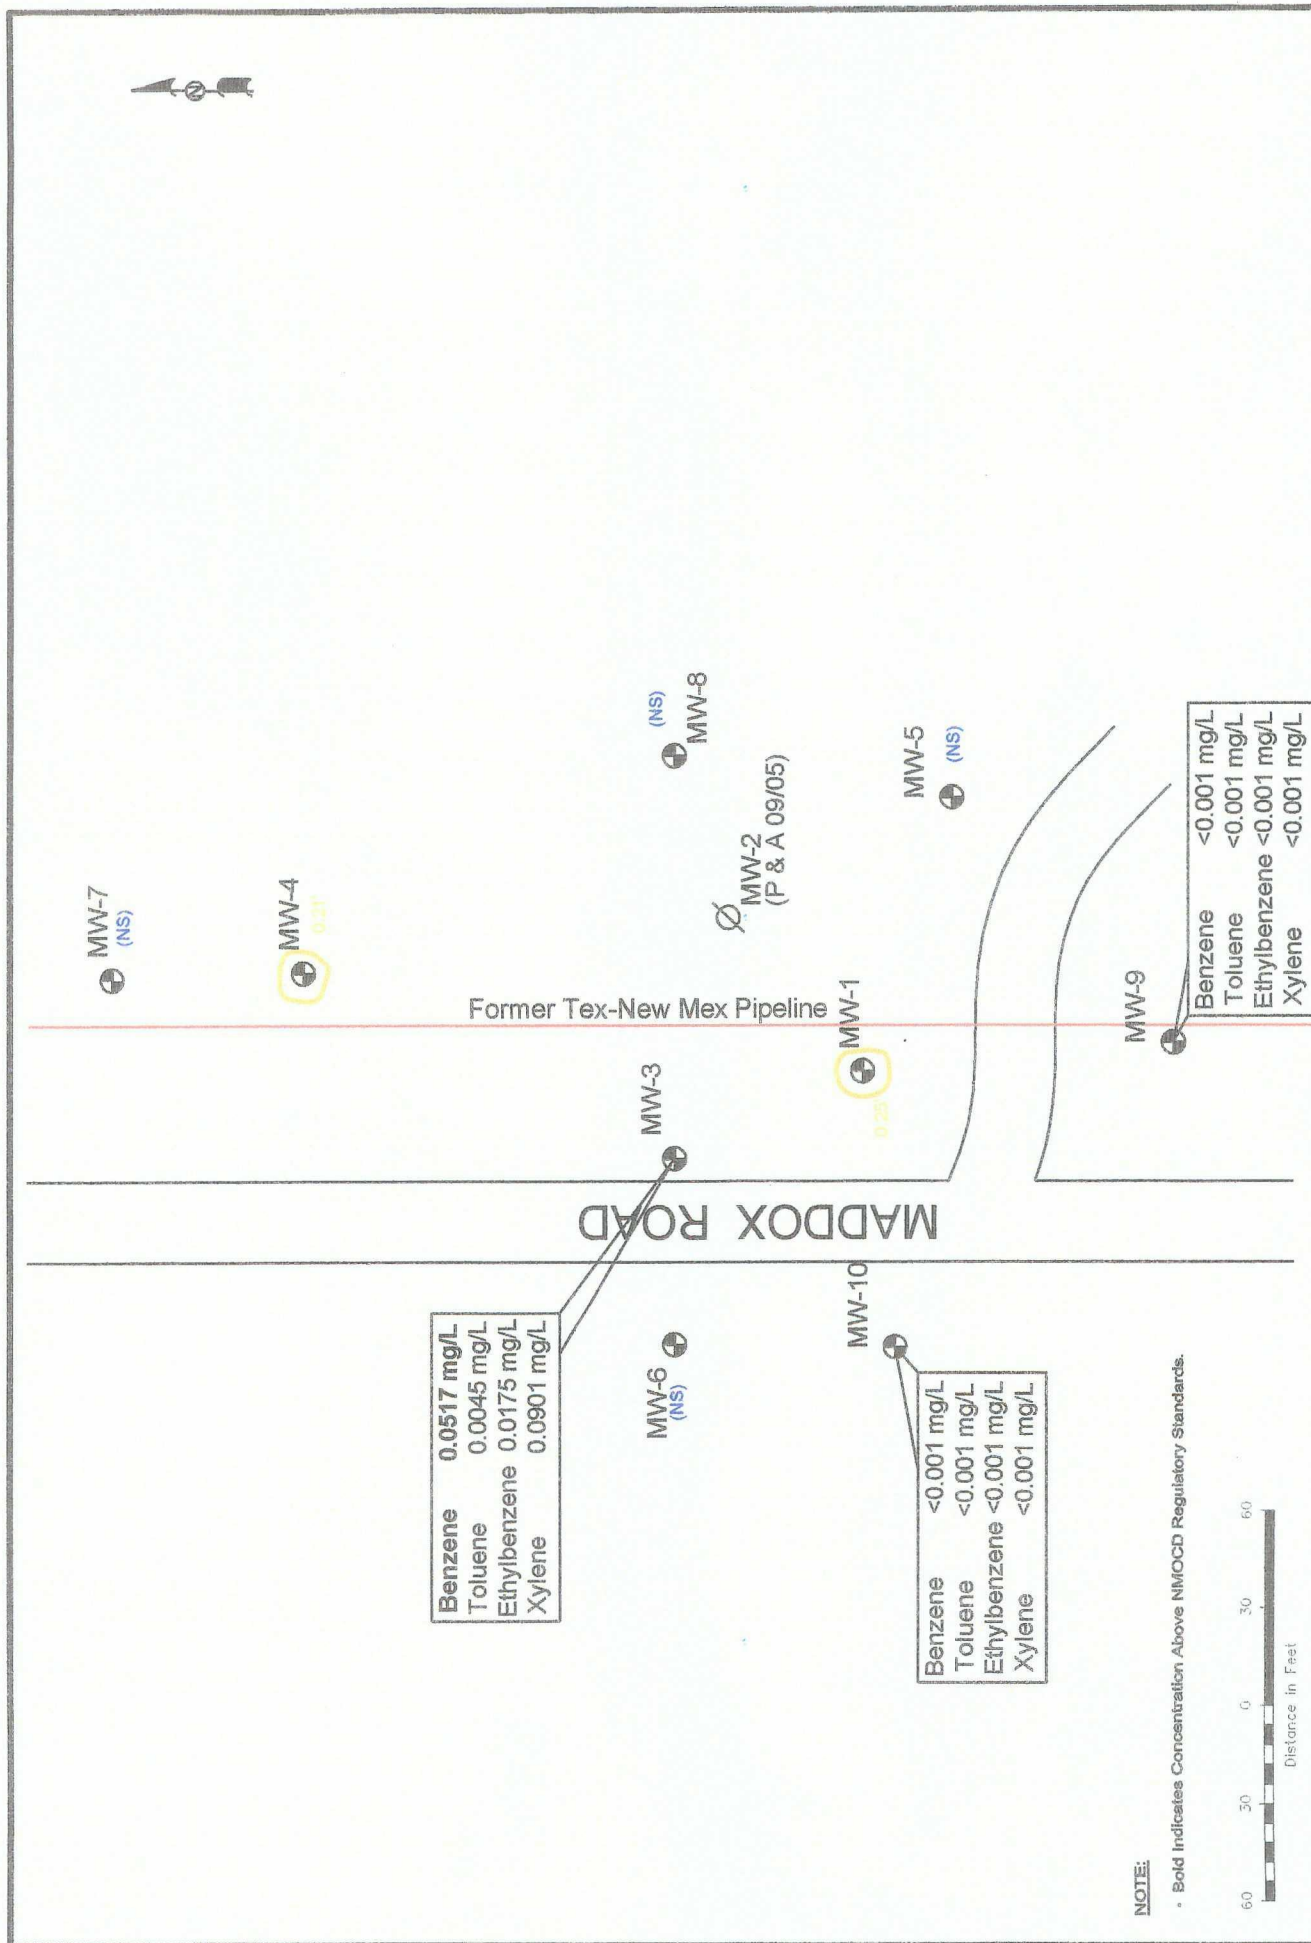 N
MW-7
(NS)
MW-4
0.21'
(NS)
MW-8
MW-2
(P & A 09/05)
MW-5
(NS)
Former Tex-New Mex Pipeline
MW-1
MW-3
MADDOX ROAD
MW-9
Benzene <0.001 mg/L
Toluene <0.001 mg/L
Ethylbenzene <0.001 mg/L
Xylene <0.001 mg/L
Benzene 0.0517 mg/L
Toluene 0.0045 mg/L
Ethylbenzene 0.0175 mg/L
Xylene 0.0901 mg/L
MW-6
(NS)
MW-10
Benzene <0.001 mg/L
Toluene <0.001 mg/L
Ethylbenzene <0.001 mg/L
Xylene <0.001 mg/L
NOTE:
• Bold Indicates Concentration Above NMOCD Regulatory Standards.
60 30 0 30 60
Distance in Feet